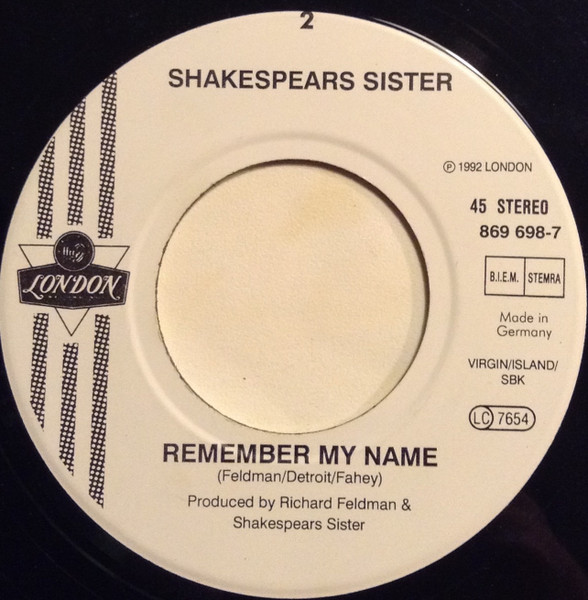 2
SHAKESPEARS SISTER
℗ 1992 LONDON
45 STEREO
869 698-7
B.I.E.M. STEMRA
LONDON
Made in
Germany
VIRGIN/ISLAND/
SBK
LC 7654
REMEMBER MY NAME
(Feldman/Detroit/Fahey)
Produced by Richard Feldman &
Shakespears Sister